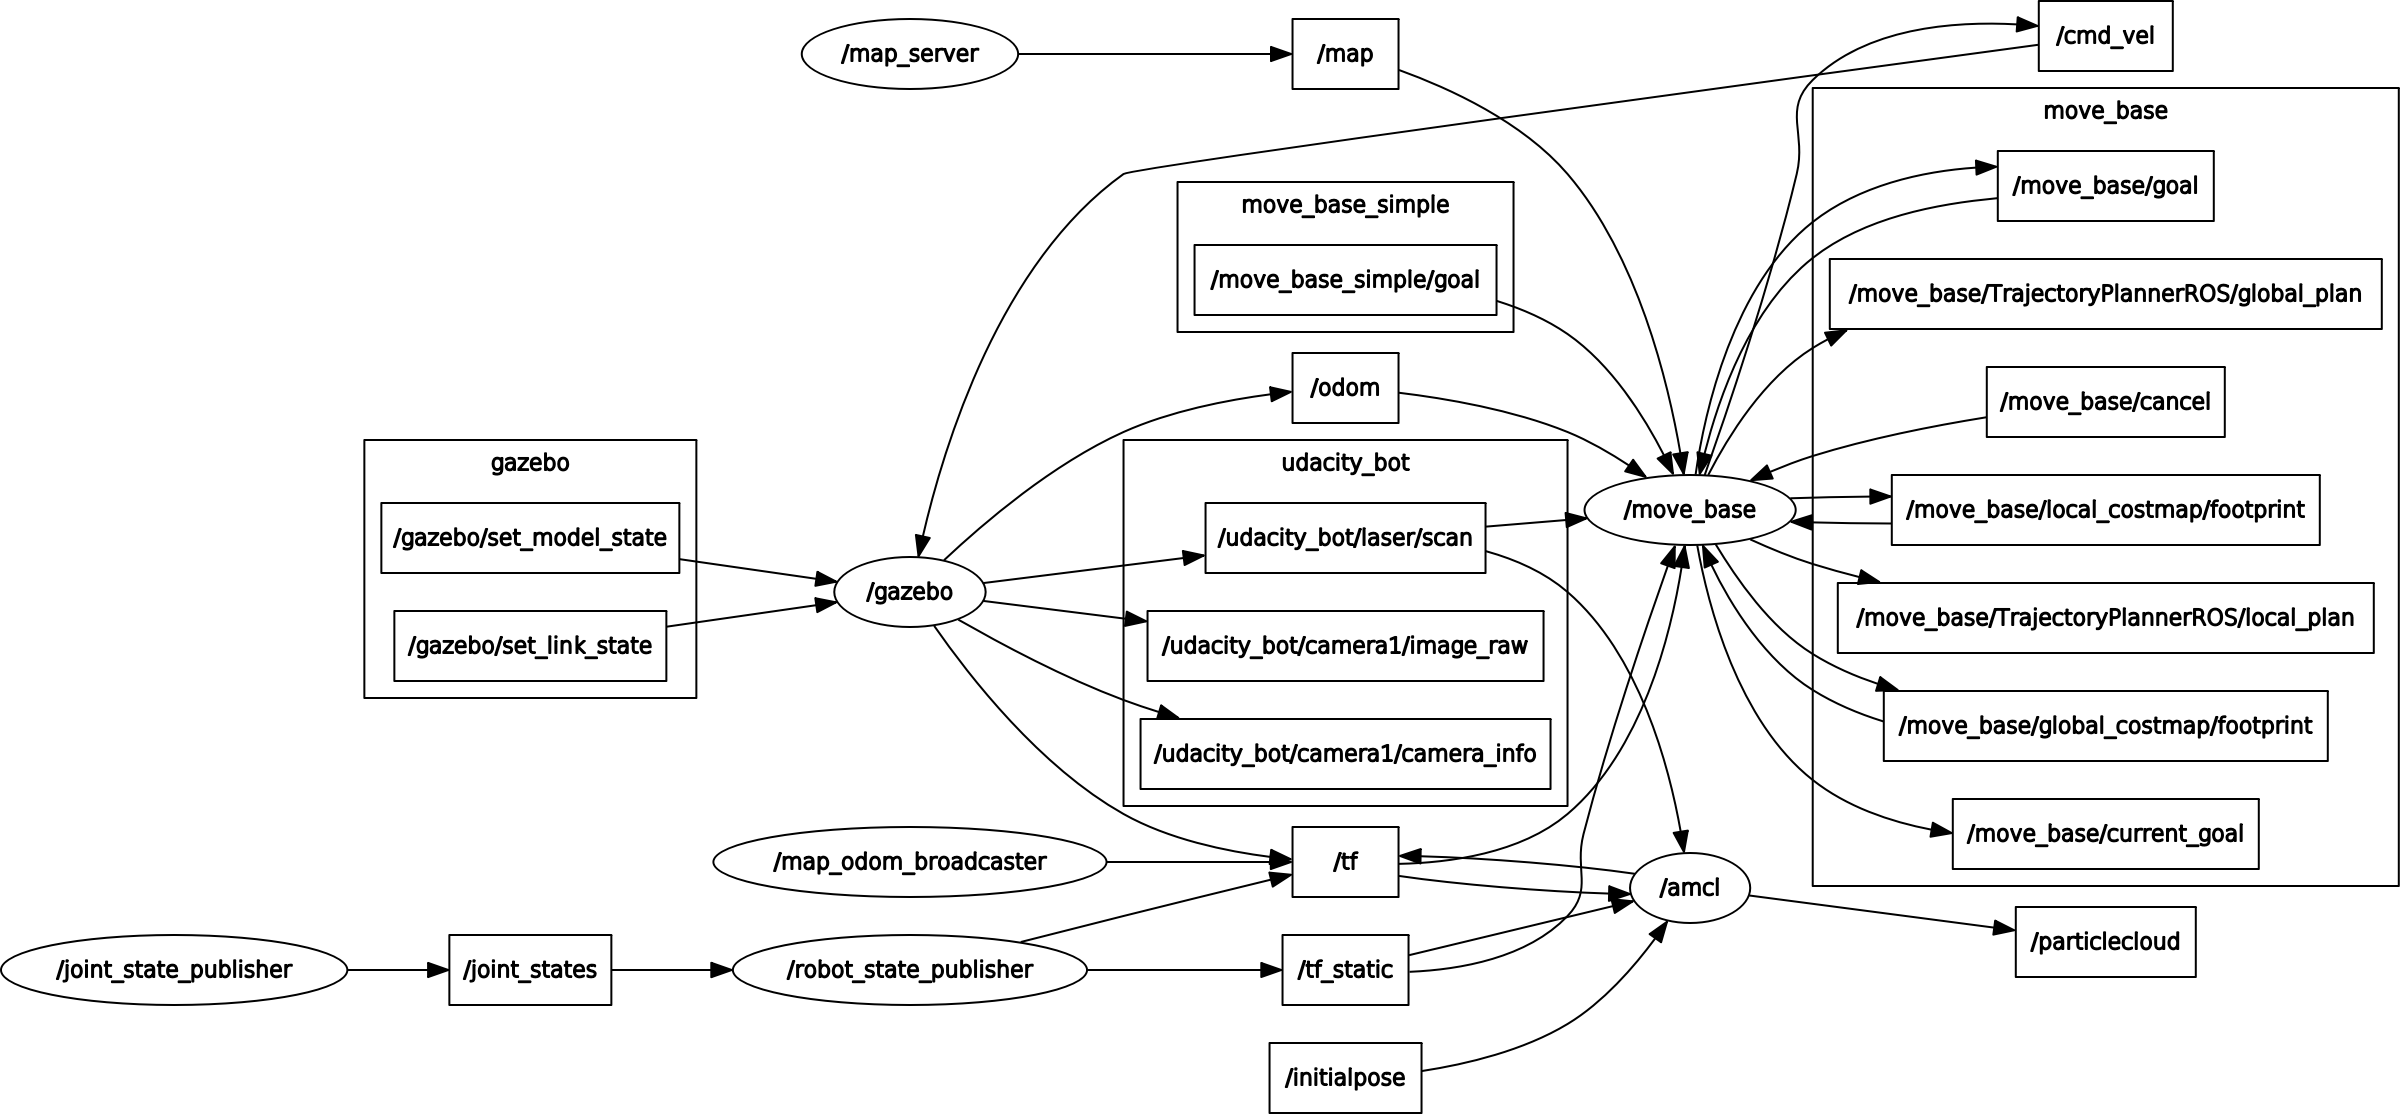 /map_server
/map
/cmd_vel
move_base
/move_base/goal
move_base_simple
/move_base_simple/goal
/move_base/TrajectoryPlannerROS/global_plan
/odom
/move_base/cancel
gazebo
udacity_bot
/gazebo/set_model_state
/udacity_bot/laser/scan
/move_base
/move_base/local_costmap/footprint
/gazebo
/gazebo/set_link_state
/udacity_bot/camera1/image_raw
/move_base/TrajectoryPlannerROS/local_plan
/udacity_bot/camera1/camera_info
/move_base/global_costmap/footprint
/map_odom_broadcaster
/tf
/amcl
/move_base/current_goal
/joint_state_publisher
/joint_states
/robot_state_publisher
/tf_static
/particlecloud
/initialpose